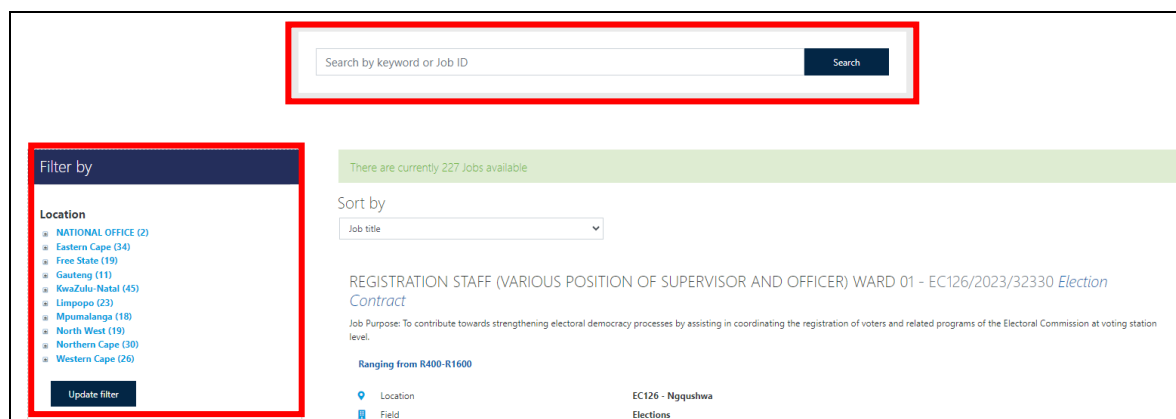 Search by keyword or Job ID
Search
Filter by
Location
NATIONAL OFFICE (2)
Eastern Cape (34)
Free State (19)
Gauteng (11)
KwaZulu-Natal (45)
Limpopo (23)
Mpumalanga (18)
North West (19)
Northern Cape (30)
Western Cape (26)
Update filter
There are currently 227 Jobs available
Sort by
Job title
REGISTRATION STAFF (VARIOUS POSITION OF SUPERVISOR AND OFFICER) WARD 01 - EC126/2023/32330 Election
Contract
Job Purpose: To contribute towards strengthening electoral democracy processes by assisting in coordinating the registration of voters and related programs of the Electoral Commission at voting station
level.
Ranging from R400-R1600
Location EC126 - Ngqushwa
Field Elections